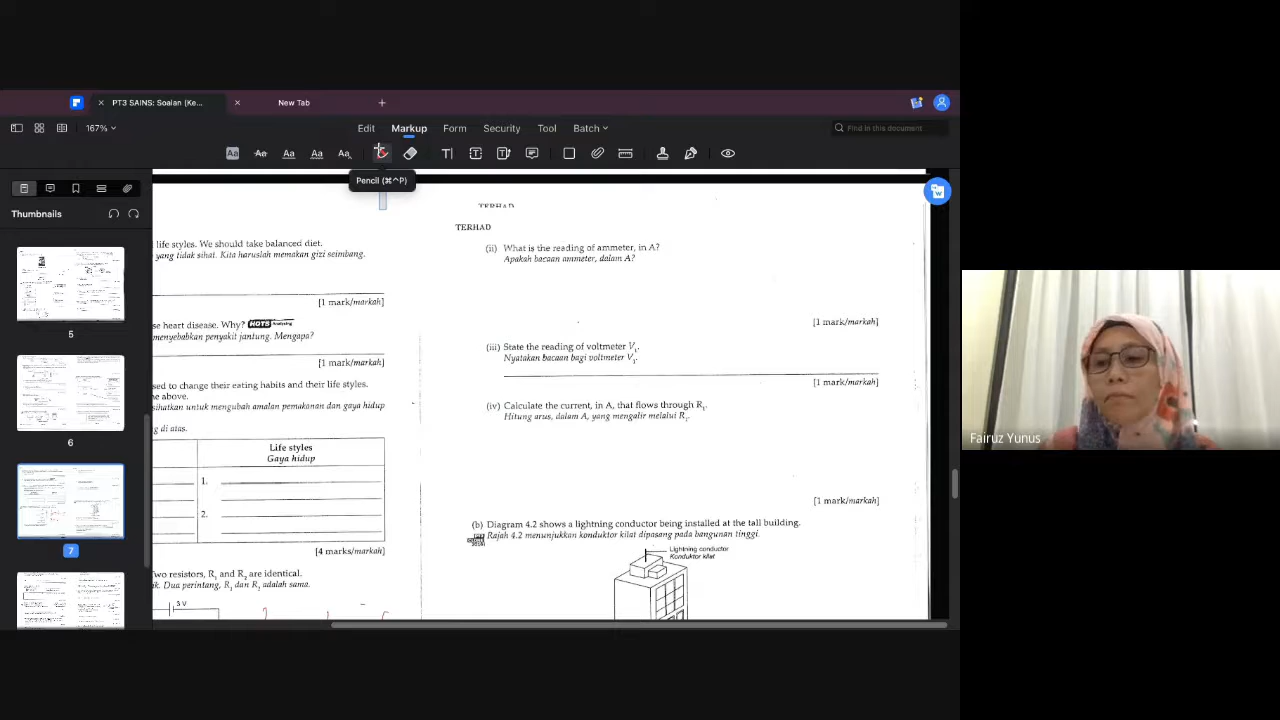 PT3 SAINS: Soalan (Ke...
New Tab
167%
Edit
Markup
Form
Security
Tool
Batch
Find in this document
Pencil (⌘^P)
Thumbnails
5
6
7
life styles. We should take balanced diet.
yang tidak sihat. Kita haruslah memakan gizi seimbang.
[1 mark/markah]
se heart disease. Why? HOTS Analysing
menyebabkan penyakit jantung. Mengapa?
[1 mark/markah]
sed to change their eating habits and their life styles.
he above.
sihatkan untuk mengubah amalan pemakanan dan gaya hidup
g di atas.
Life styles
Gaya hidup
1.
2.
[4 marks/markah]
Two resistors, R and R are identical.
ik. Dua perintang, R dan R adalah sama.
3 V
TERHAD
TERHAD
(ii) What is the reading of ammeter, in A?
Apakah bacaan ammeter, dalam A?
[1 mark/markah]
(iii) State the reading of voltmeter V1.
Nyatakan bacaan bagi voltmeter V1.
[1 mark/markah]
(iv) Calculate the current, in A, that flows through R1.
Hitung arus, dalam A, yang mengalir melalui R1.
[1 mark/markah]
(b) Diagram 4.2 shows a lightning conductor being installed at the tall building.
Rajah 4.2 menunjukkan konduktor kilat dipasang pada bangunan tinggi.
Lightning conductor
Konduktor kilat
Fairuz Yunus